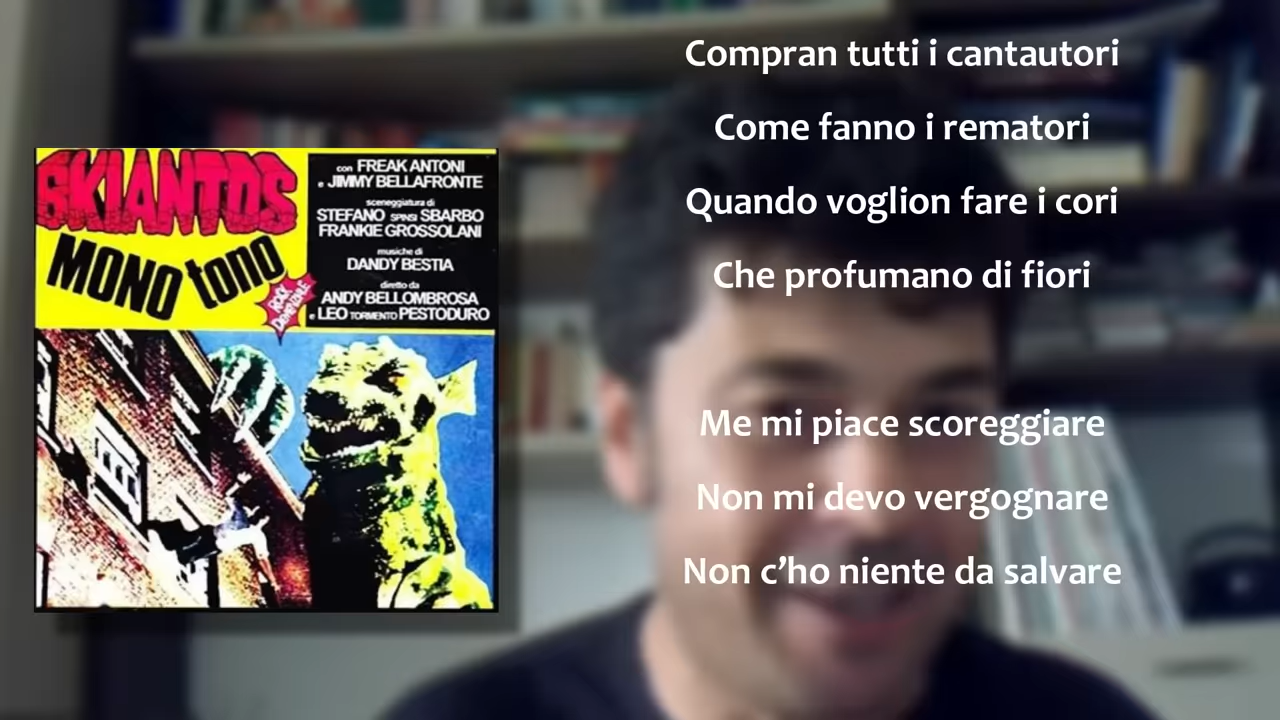 SKIANTOS
MONO tono
ROCK DEMENZIALE
con FREAK ANTONI
e JIMMY BELLAFRONTE
sceneggiatura di
STEFANO SPINSI SBARBO
FRANKIE GROSSOLANI
musiche di
DANDY BESTIA
diretto da
ANDY BELLOMBROSA
e LEO TORMENTO PESTODURO
Compran tutti i cantautori
Come fanno i rematori
Quando voglion fare i cori
Che profumano di fiori
Me mi piace scoreggiare
Non mi devo vergognare
Non c’ho niente da salvare